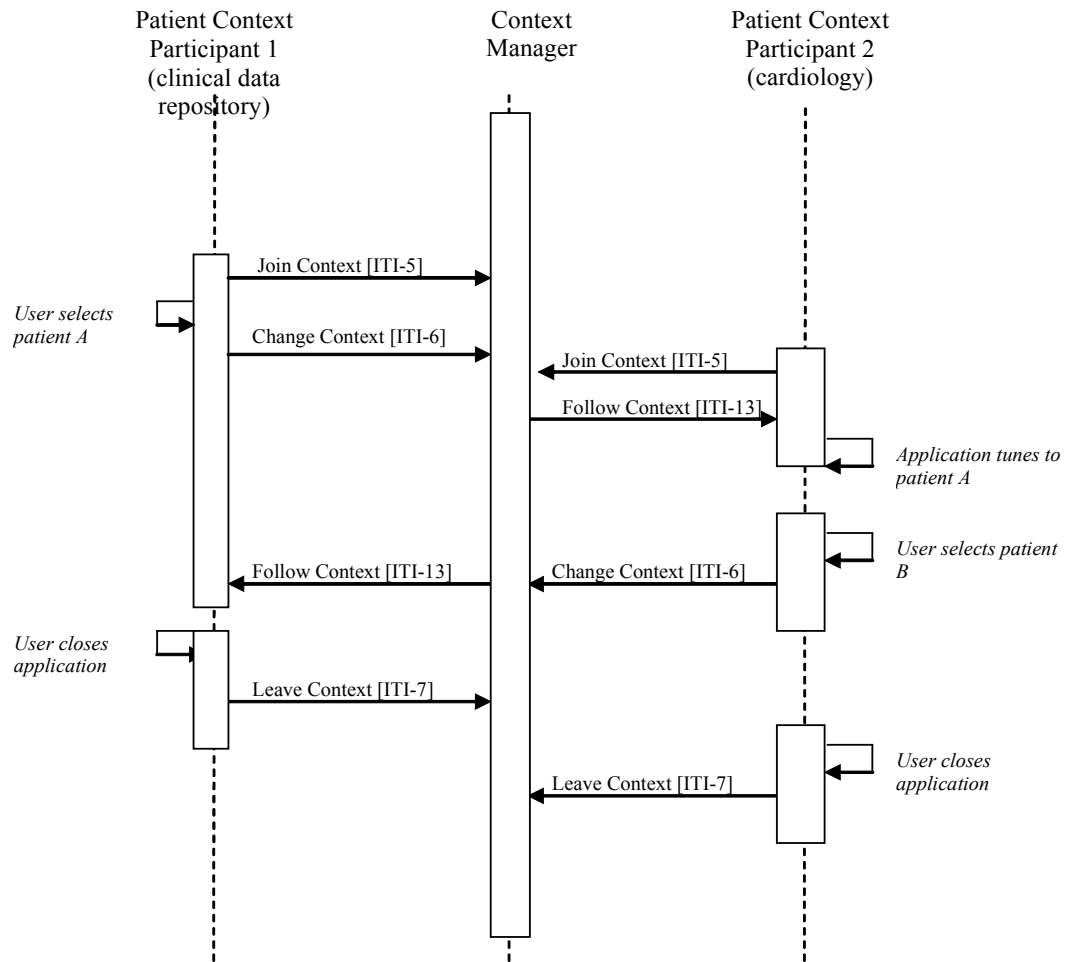 Patient Context
Participant 1
(clinical data
repository)
Context
Manager
Patient Context
Participant 2
(cardiology)
Join Context [ITI-5]
User selects
patient A
Change Context [ITI-6]
Join Context [ITI-5]
Follow Context [ITI-13]
Application tunes to
patient A
User selects patient
B
Follow Context [ITI-13]
Change Context [ITI-6]
User closes
application
Leave Context [ITI-7]
User closes
application
Leave Context [ITI-7]